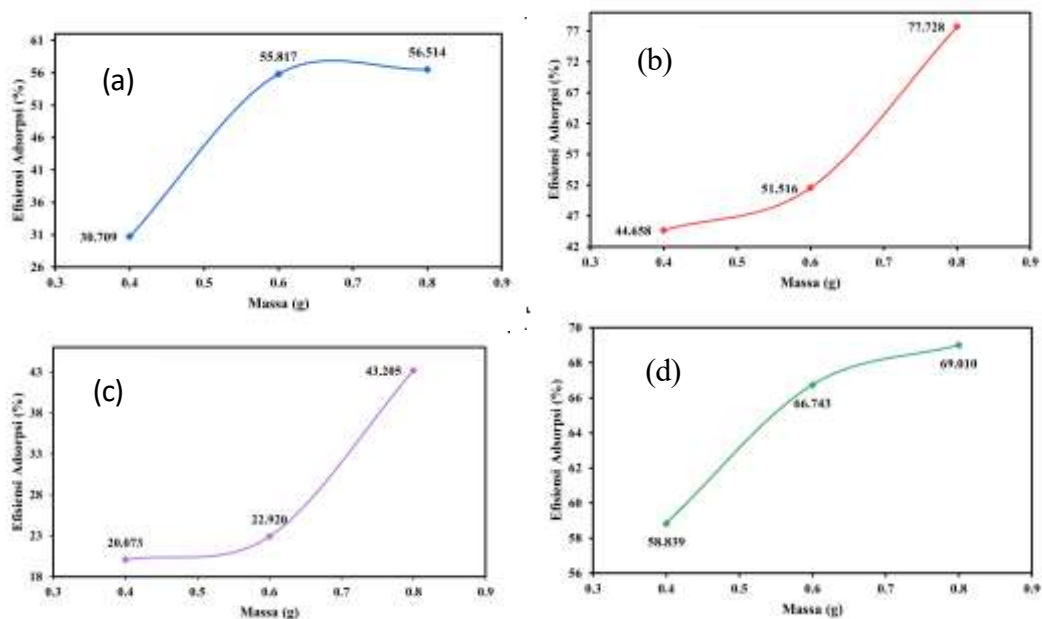 (a)
Efisiensi Adsorpsi (%)
61
56
51
46
41
36
31
26
30.709
55.817
56.514
0.3 0.4 0.5 0.6 0.7 0.8 0.9
Massa (g)
(b)
Efisiensi Adsorpsi (%)
77
72
67
62
57
52
47
42
44.658
51.516
77.728
0.3 0.4 0.5 0.6 0.7 0.8 0.9
Massa (g)
(c)
Efisiensi Adsorpsi (%)
43
38
33
28
23
18
20.073
22.920
43.205
0.3 0.4 0.5 0.6 0.7 0.8 0.9
Massa (g)
(d)
Efisiensi Adsorpsi (%)
70
68
66
64
62
60
58
56
58.839
66.743
69.010
0.3 0.4 0.5 0.6 0.7 0.8 0.9
Massa (g)